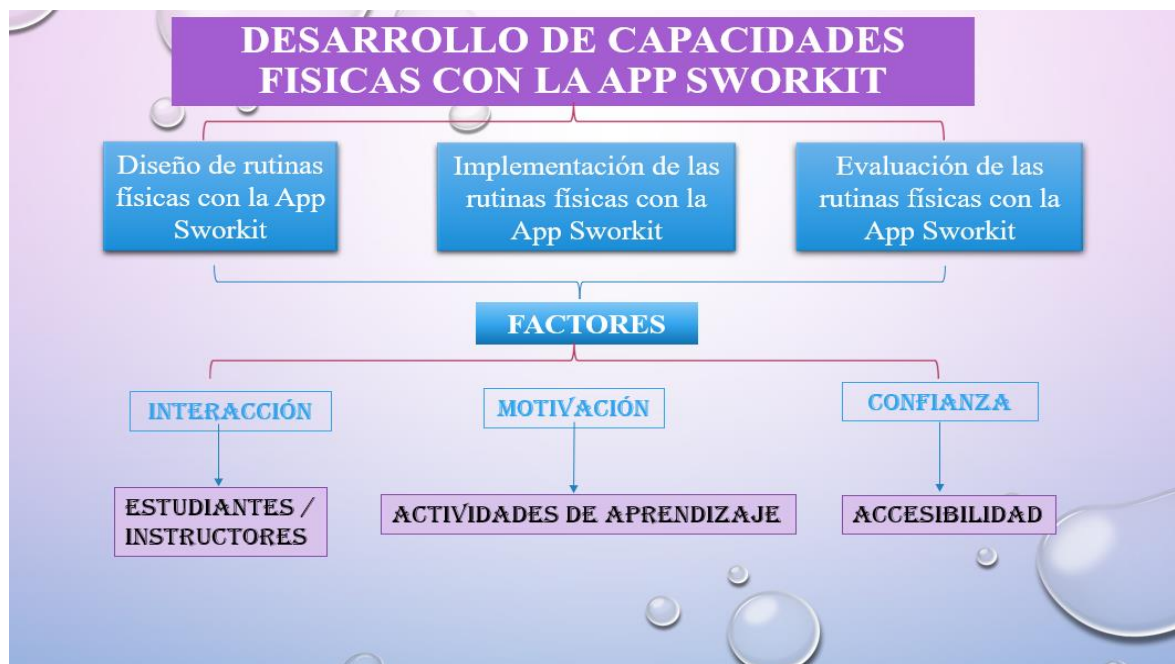 DESARROLLO DE CAPACIDADES
FISICAS CON LA APP SWORKIT
Diseño de rutinas
físicas con la App
Sworkit
Implementación de las
rutinas físicas con la
App Sworkit
Evaluación de las
rutinas físicas con la
App Sworkit
FACTORES
INTERACCIÓN
MOTIVACIÓN
CONFIANZA
ESTUDIANTES /
INSTRUCTORES
ACTIVIDADES DE APRENDIZAJE
ACCESIBILIDAD